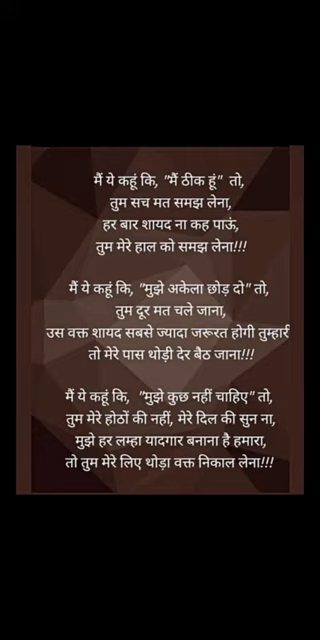 मैं ये कहूं कि, "मैं ठीक हूं" तो,
तुम सच मत समझ लेना,
हर बार शायद ना कह पाऊं,
तुम मेरे हाल को समझ लेना!!!
मैं ये कहूं कि, "मुझे अकेला छोड़ दो" तो,
तुम दूर मत चले जाना,
उस वक्त शायद सबसे ज्यादा जरूरत होगी तुम्हारी
तो मेरे पास थोड़ी देर बैठ जाना!!!
मैं ये कहूं कि, "मुझे कुछ नहीं चाहिए" तो,
तुम मेरे होठों की नहीं, मेरे दिल की सुन ना,
मुझे हर लम्हा यादगार बनाना है हमारा,
तो तुम मेरे लिए थोड़ा वक्त निकाल लेना!!!